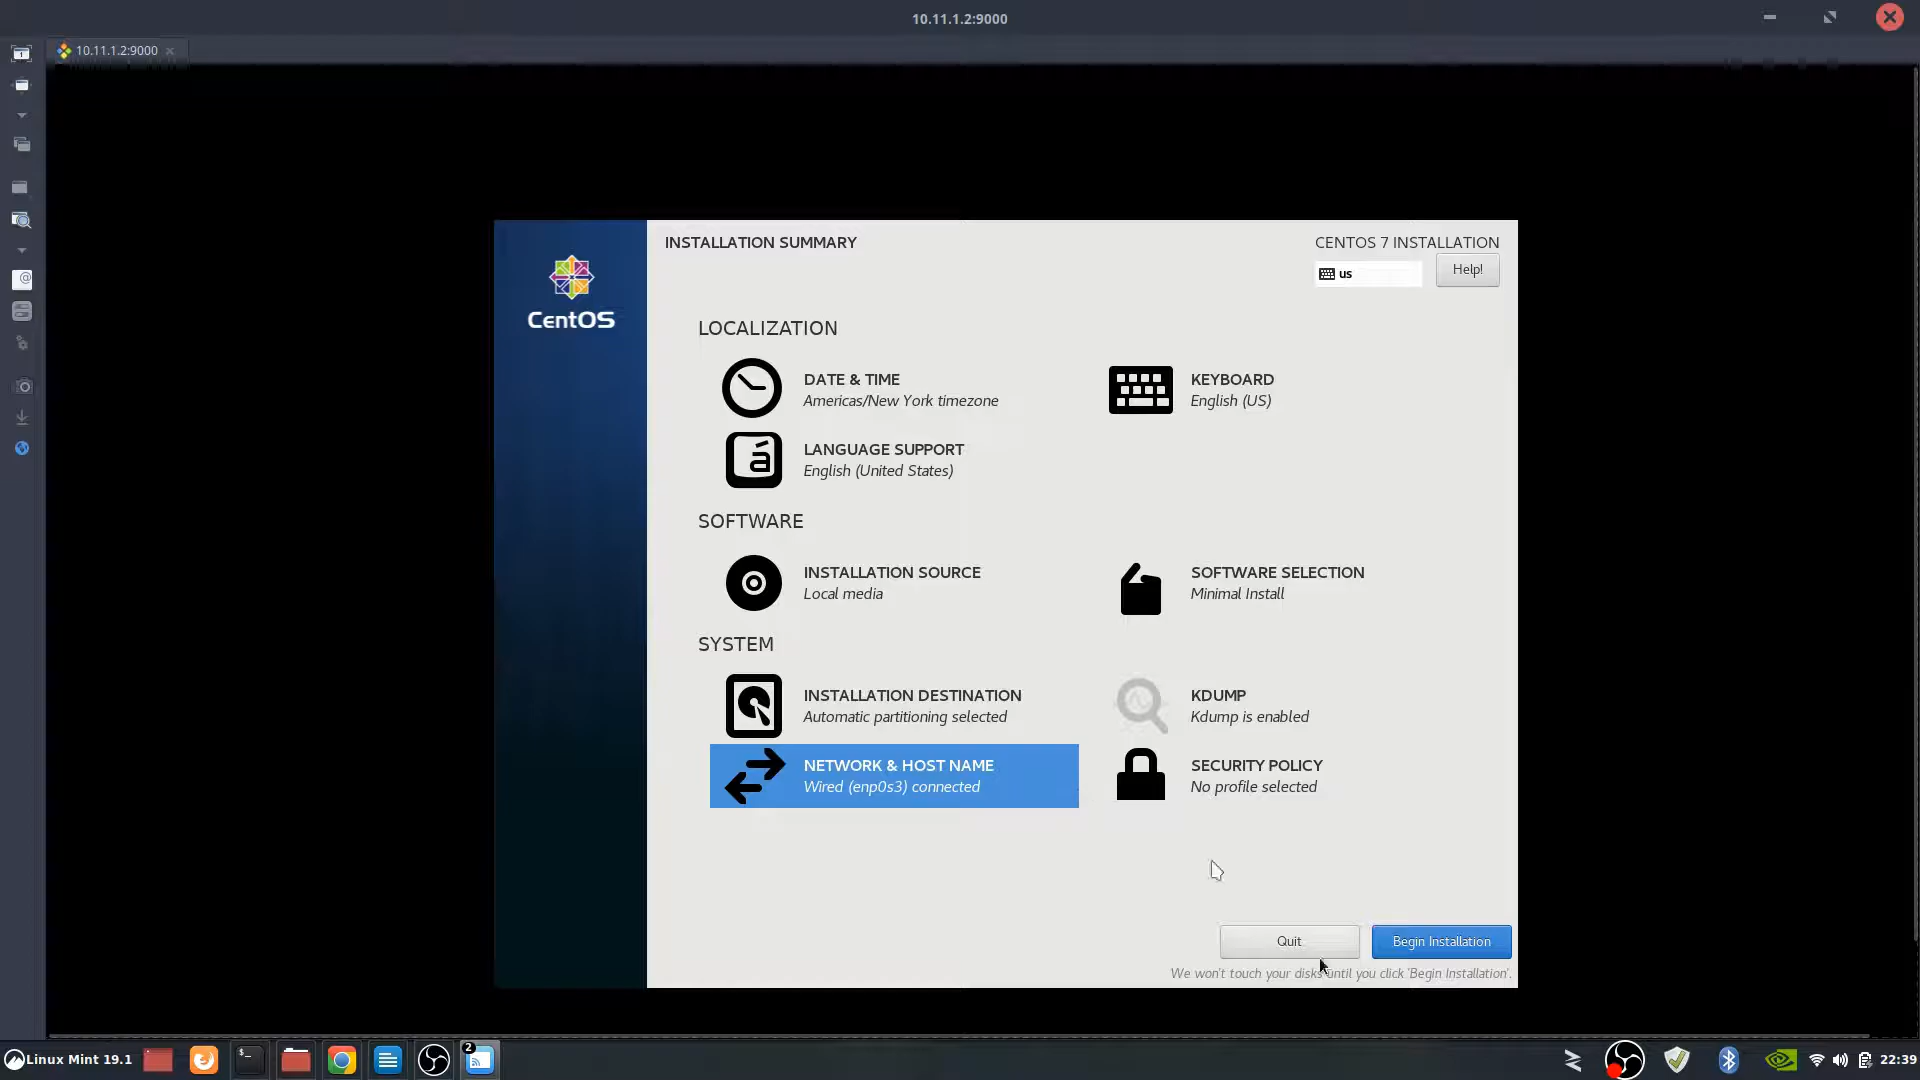 10.11.1.2:9000
10.11.1.2:9000
INSTALLATION SUMMARY
CENTOS 7 INSTALLATION
us
Help!
CentOS
LOCALIZATION
DATE & TIME
Americas/New York timezone
KEYBOARD
English (US)
LANGUAGE SUPPORT
English (United States)
SOFTWARE
INSTALLATION SOURCE
Local media
SOFTWARE SELECTION
Minimal Install
SYSTEM
INSTALLATION DESTINATION
Automatic partitioning selected
KDUMP
Kdump is enabled
NETWORK & HOST NAME
Wired (enp0s3) connected
SECURITY POLICY
No profile selected
Quit
Begin Installation
We won't touch your disks until you click 'Begin Installation'.
Linux Mint 19.1
2
22:39